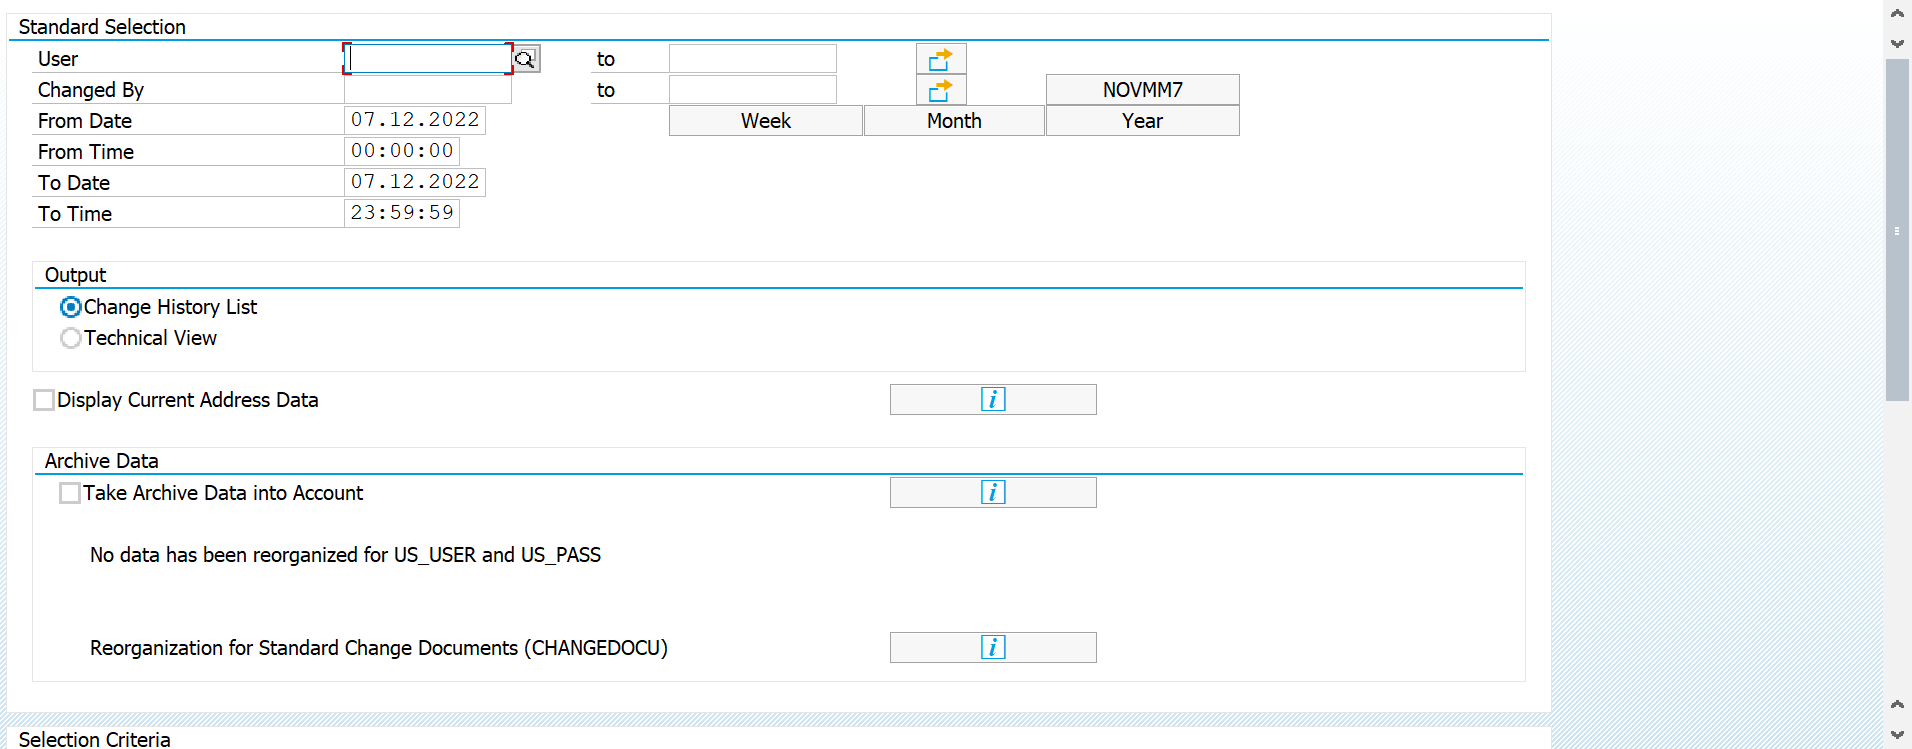 Standard Selection
User to
Changed By to NOVMM7
From Date 07.12.2022 Week Month Year
From Time 00:00:00
To Date 07.12.2022
To Time 23:59:59
Output
Change History List
Technical View
Display Current Address Data i
Archive Data
Take Archive Data into Account i
No data has been reorganized for US_USER and US_PASS
Reorganization for Standard Change Documents (CHANGEDOCU) i
Selection Criteria